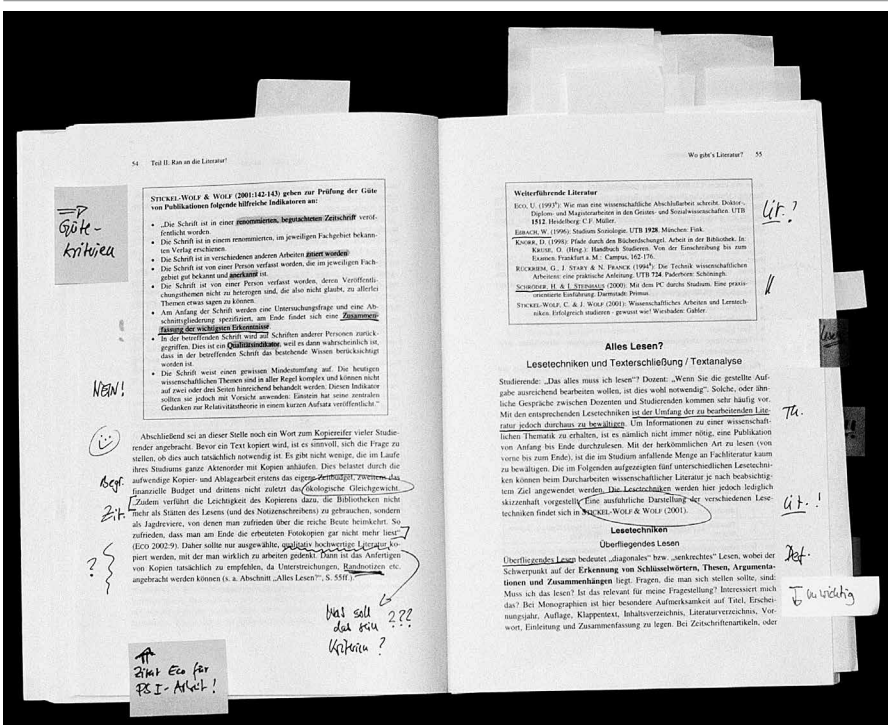 54 Teil II: Ran an die Literatur!
⇒
Güte-
kriterien
STICKEL-WOLF & WOLF (2001:142-143) geben zur Prüfung der Güte
von Publikationen folgende hilfreiche Indikatoren an:
• „Die Schrift ist in einer renommierten, begutachteten Zeitschrift veröf-
fentlicht worden.
• Die Schrift ist in einem renommierten, im jeweiligen Fachgebiet bekann-
ten Verlag erschienen.
• Die Schrift ist in verschiedenen anderen Arbeiten zitiert worden.
• Die Schrift ist von einer Person verfasst worden, die im jeweiligen Fach-
gebiet gut bekannt und anerkannt ist.
• Die Schrift ist von einer Person verfasst worden, deren Veröffentli-
chungsthemen nicht zu heterogen sind, die also nicht glaubt, zu allerlei
Themen etwas sagen zu können.
• Am Anfang der Schrift werden eine Untersuchungsfrage und eine Ab-
schnittsgliederung spezifiziert, am Ende findet sich eine Zusammen-
fassung der wichtigsten Erkenntnisse.
• In der betreffenden Schrift wird auf Schriften anderer Personen zurück-
gegriffen. Dies ist ein Qualitätsindikator, weil es dann wahrscheinlich ist,
dass in der betreffenden Schrift das bestehende Wissen berücksichtigt
worden ist.
• Die Schrift weist einen gewissen Mindestumfang auf. Die heutigen
wissenschaftlichen Themen sind in aller Regel komplex und können nicht
auf zwei oder drei Seiten hinreichend behandelt werden. Diesen Indikator
sollten sie jedoch mit Vorsicht anwenden: Einstein hat seine zentralen
Gedanken zur Relativitätstheorie in einem kurzen Aufsatz veröffentlicht.“
NEIN!
Abschließend sei an dieser Stelle noch ein Wort zum Kopiereifer vieler Studie-
render angebracht. Bevor ein Text kopiert wird, ist es sinnvoll, sich die Frage zu
stellen, ob dies auch tatsächlich notwendig ist. Es gibt nicht wenige, die im Laufe
ihres Studiums ganze Aktenordner mit Kopien anhäufen. Dies belastet durch die
aufwendige Kopier- und Ablagearbeit erstens das eigene Zeitbudget, zweitens das
finanzielle Budget und drittens nicht zuletzt das ökologische Gleichgewicht.
„Zudem verführt die Leichtigkeit des Kopierens dazu, die Bibliotheken nicht
mehr als Stätten des Lesens (und des Notizenschreibens) zu gebrauchen, sondern
als Jagdreviere, von denen man zufrieden über die reiche Beute heimkehrt. So
zufrieden, dass man am Ende die erbeuteten Fotokopien gar nicht mehr liest“
(ECO 2002:9). Daher sollte nur ausgewählte, qualitativ hochwertige Literatur ko-
piert werden, mit der man wirklich zu arbeiten gedenkt. Dann ist das Anfertigen
von Kopien tatsächlich zu empfehlen, da Unterstreichungen, Randnotizen etc.
angebracht werden können (s. a. Abschnitt „Alles Lesen?“, S. 55ff.).
Begr.
Zit.
?
Was soll
das sein ???
Kriterien ?
Zitat Eco für
PS I-Arbeit!
Wo gibt's Literatur? 55
Weiterführende Literatur
ECO, U. (1993⁶): Wie man eine wissenschaftliche Abschlußarbeit schreibt. Doktor-,
Diplom- und Magisterarbeiten in den Geistes- und Sozialwissenschaften. UTB
1512. Heidelberg: C.F. Müller.
EBBACH, W. (1996): Studium Soziologie. UTB 1928. München: Fink.
KNORR, D. (1998): Pfade durch den Bücherdschungel. Arbeit in der Bibliothek. In:
KRUSE, O. (Hrsg.): Handbuch Studieren. Von der Einschreibung bis zum
Examen. Frankfurt a. M.: Campus, 162-176.
RÜCKRIEM, G., J. STARY & N. FRANCK (1994⁸): Die Technik wissenschaftlichen
Arbeitens: eine praktische Anleitung. UTB 724. Paderborn: Schöningh.
SCHRÖDER, H. & I. STEINHAUS (2000): Mit dem PC durchs Studium. Eine praxis-
orientierte Einführung. Darmstadt: Primus.
STICKEL-WOLF, C. & J. WOLF (2001): Wissenschaftliches Arbeiten und Lerntech-
niken. Erfolgreich studieren - gewusst wie! Wiesbaden: Gabler.
Lit.?
Alles Lesen?
Lesetechniken und Texterschließung / Textanalyse
Studierende: „Das alles muss ich lesen“? Dozent: „Wenn Sie die gestellte Auf-
gabe ausreichend bearbeiten wollen, ist dies wohl notwendig“. Solche, oder ähn-
liche Gespräche zwischen Dozenten und Studierenden kommen sehr häufig vor.
Mit den entsprechenden Lesetechniken ist der Umfang der zu bearbeitenden Lite-
ratur jedoch durchaus zu bewältigen. Um Informationen zu einer wissenschaft-
lichen Thematik zu erhalten, ist es nämlich nicht immer nötig, eine Publikation
von Anfang bis Ende durchzulesen. Mit der herkömmlichen Art zu lesen (von
vorne bis zum Ende), ist die im Studium anfallende Menge an Fachliteratur kaum
zu bewältigen. Die im Folgenden aufgezeigten fünf unterschiedlichen Lesetechni-
ken können beim Durcharbeiten wissenschaftlicher Literatur je nach beabsichtig-
tem Ziel angewendet werden. Die Lesetechniken werden hier jedoch lediglich
skizzenhaft vorgestellt. Eine ausführliche Darstellung der verschiedenen Lese-
techniken findet sich in STICKEL-WOLF & WOLF (2001).
Th.
Lit.!
Lesetechniken
Überfliegendes Lesen
Überfliegendes Lesen bedeutet „diagonales“ bzw. „senkrechtes“ Lesen, wobei der
Schwerpunkt auf der Erkennung von Schlüsselwörtern, Thesen, Argumenta-
tionen und Zusammenhängen liegt. Fragen, die man sich stellen sollte, sind:
Muss ich das lesen? Ist das relevant für meine Fragestellung? Interessiert mich
das? Bei Monographien ist hier besondere Aufmerksamkeit auf Titel, Erschei-
nungsjahr, Auflage, Klappentext, Inhaltsverzeichnis, Literaturverzeichnis, Vor-
wort, Einleitung und Zusammenfassung zu legen. Bei Zeitschriftenartikeln, oder
Def.
wichtig